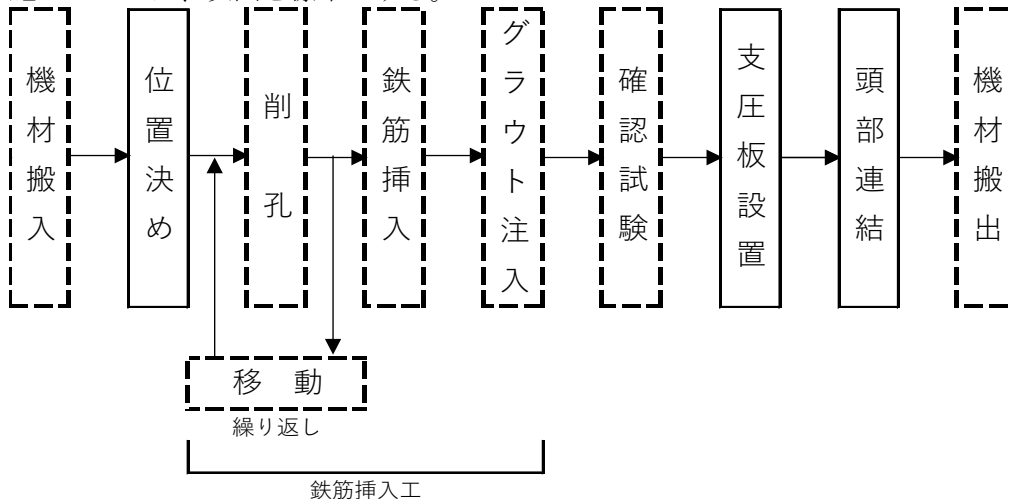 機材搬入
位置決め
削孔
鉄筋挿入
グラウト注入
確認試験
支圧板設置
頭部連結
機材搬出
移動
繰り返し
鉄筋挿入工